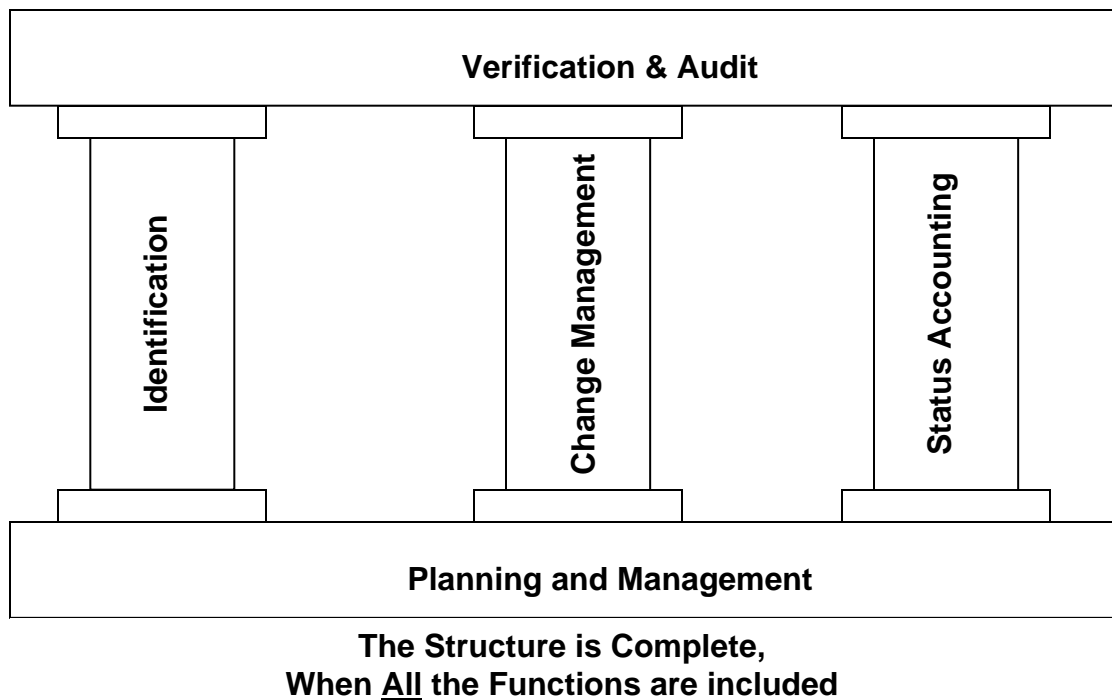 Verification & Audit
Identification
Change Management
Status Accounting
Planning and Management
The Structure is Complete,
When All the Functions are included